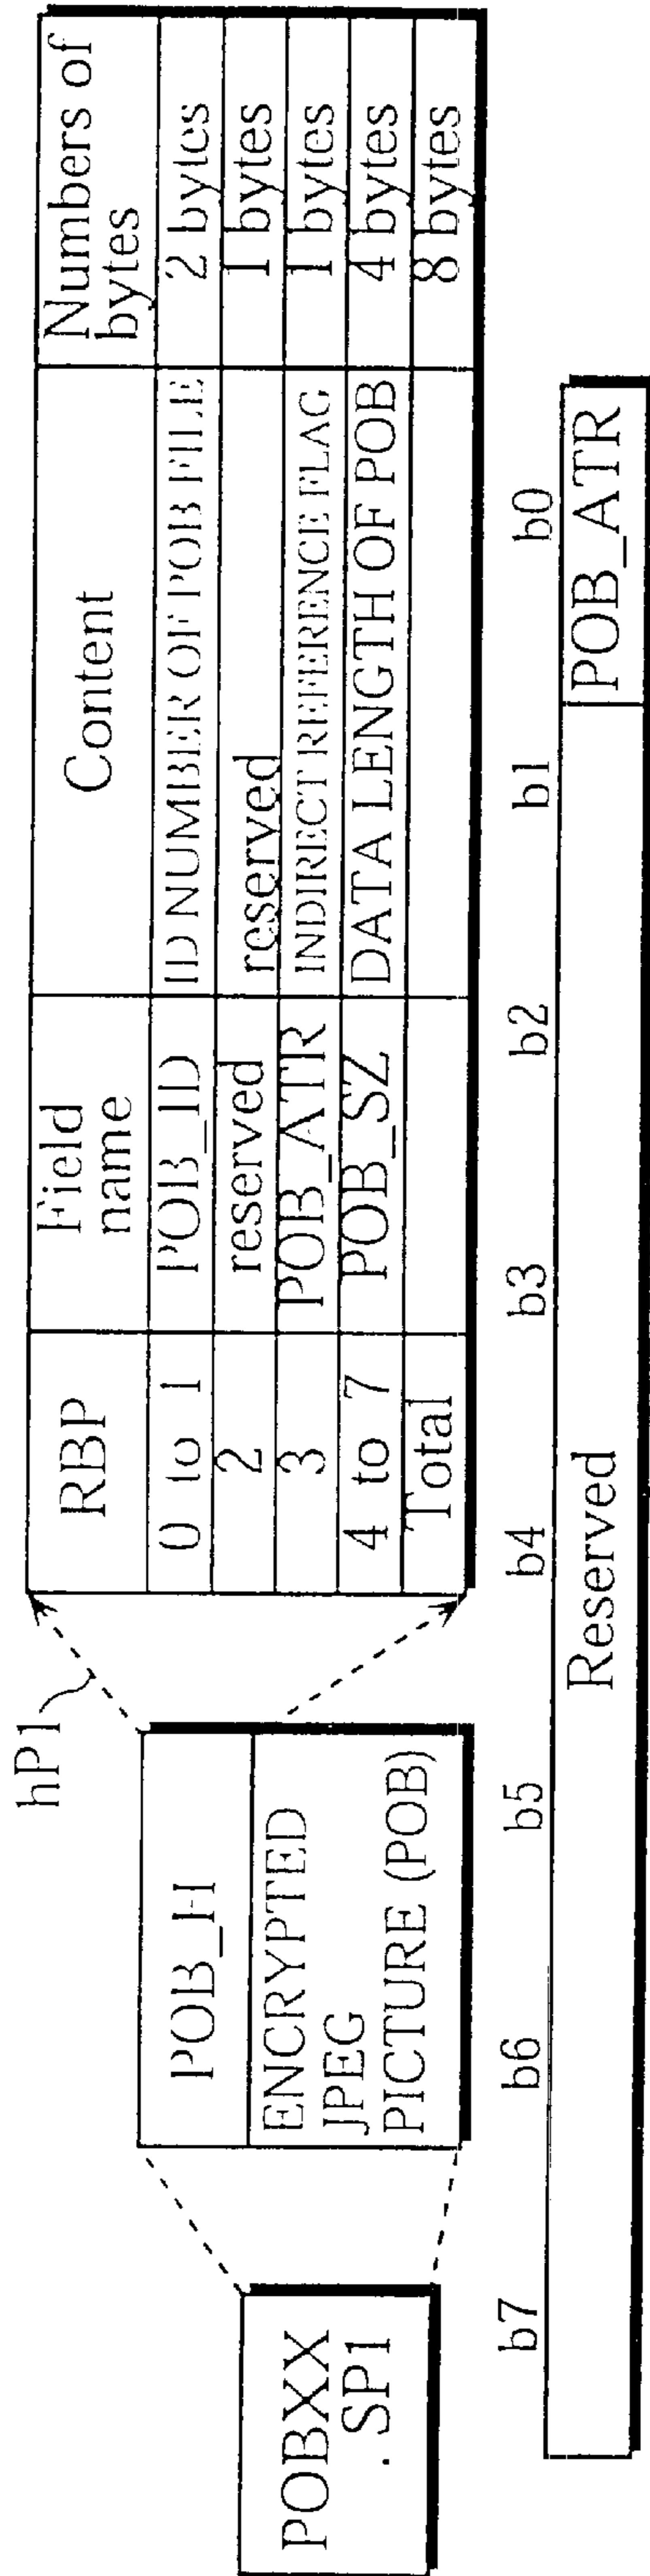 POBXX
. SP1
POB_H
ENCRYPTED
JPEG
PICTURE (POB)
hP1
RBP Field name Content Numbers of bytes
0 to 1 POB_ID ID NUMBER OF POB FILE 2 bytes
2 reserved reserved 1 bytes
3 POB_ATR INDIRECT REFERENCE FLAG 1 bytes
4 to 7 POB_SZ DATA LENGTH OF POB 4 bytes
Total 8 bytes
b7 b6 b5 b4 b3 b2 b1 b0
Reserved POB_ATR